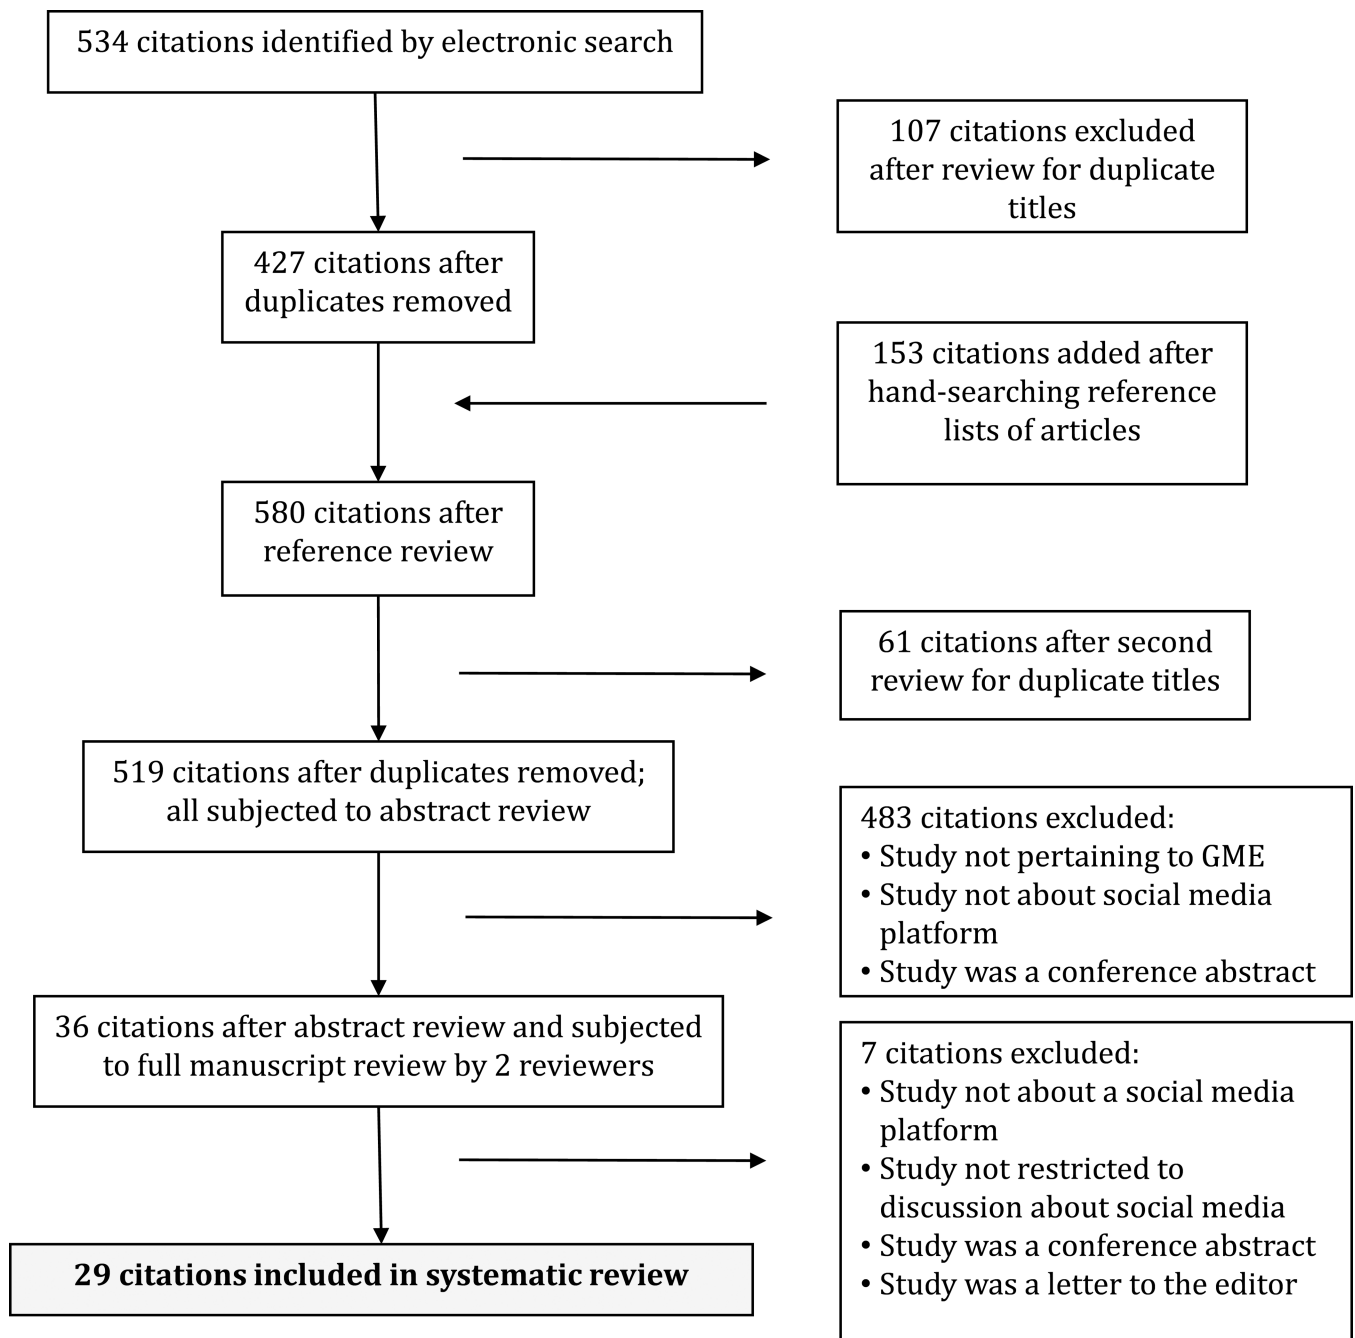 534 citations identified by electronic search
107 citations excluded
after review for duplicate
titles
427 citations after
duplicates removed
153 citations added after
hand-searching reference
lists of articles
580 citations after
reference review
61 citations after second
review for duplicate titles
519 citations after duplicates removed;
all subjected to abstract review
483 citations excluded:
• Study not pertaining to GME
• Study not about social media
platform
• Study was a conference abstract
36 citations after abstract review and subjected
to full manuscript review by 2 reviewers
7 citations excluded:
• Study not about a social media
platform
• Study not restricted to
discussion about social media
• Study was a conference abstract
• Study was a letter to the editor
29 citations included in systematic review